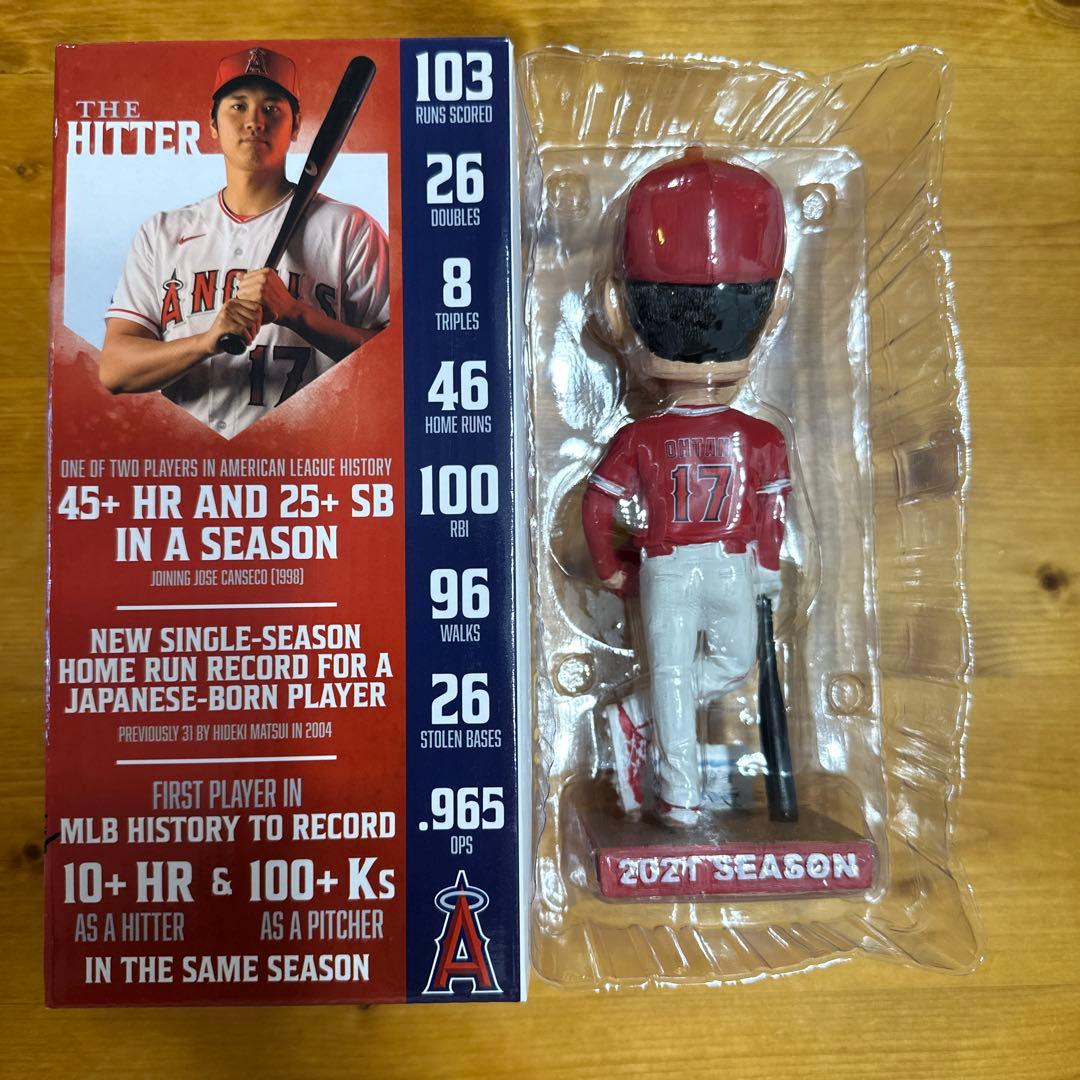 THE
HITTER
ANGELS
17
ONE OF TWO PLAYERS IN AMERICAN LEAGUE HISTORY
45+ HR AND 25+ SB
IN A SEASON
JOINING JOSE CANSECO (1998)
NEW SINGLE-SEASON
HOME RUN RECORD FOR A
JAPANESE-BORN PLAYER
PREVIOUSLY 31 BY HIDEKI MATSUI IN 2004
FIRST PLAYER IN
MLB HISTORY TO RECORD
10+ HR & 100+ Ks
AS A HITTER AS A PITCHER
IN THE SAME SEASON
103
RUNS SCORED
26
DOUBLES
8
TRIPLES
46
HOME RUNS
100
RBI
96
WALKS
26
STOLEN BASES
.965
OPS
A
OHTANI
17
2021 SEASON